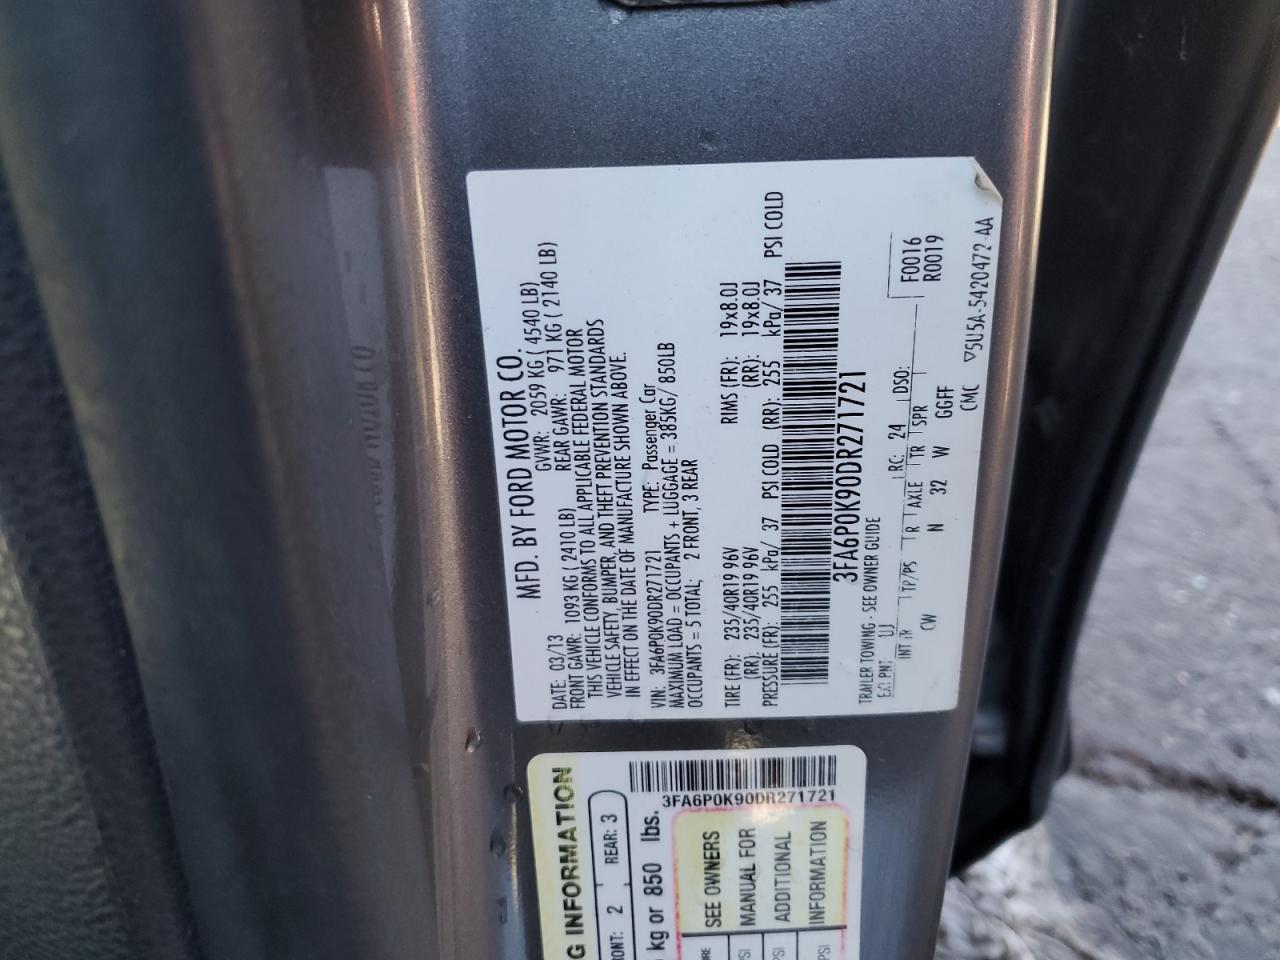 MFD. BY FORD MOTOR CO.
DATE: 03/13 GVWR: 2059 KG ( 4540 LB)
FRONT GAWR: 1093 KG (2410 LB) REAR GAWR: 971 KG ( 2140 LB)
THIS VEHICLE CONFORMS TO ALL APPLICABLE FEDERAL MOTOR
VEHICLE SAFETY, BUMPER, AND THEFT PREVENTION STANDARDS
IN EFFECT ON THE DATE OF MANUFACTURE SHOWN ABOVE.
VIN: 3FA6P0K90DR271721 TYPE: Passenger Car
MAXIMUM LOAD = OCCUPANTS + LUGGAGE = 385KG/ 850LB
OCCUPANTS = 5 TOTAL; 2 FRONT, 3 REAR
TIRE (FR): 235/40R19 96V RIMS (FR): 19x8.0J
(RR): 235/40R19 96V (RR): 19x8.0J
PRESSURE (FR): 255 kPa/ 37 PSI COLD (RR): 255 kPa/ 37 PSI COLD
3FA6P0K90DR271721
TRAILER TOWING - SEE OWNER GUIDE
EXT PNT: UJ RC: 24 DSO: F0016
R0019
INT TR TP/PS R AXLE TR SPR
CW N 32 W GGFF
CMC ▽5U5A-5420472-AA
G INFORMATION
RONT: 2 REAR: 3
kg or 850 lbs.
3FA6P0K90DR271721
SEE OWNERS
MANUAL FOR
ADDITIONAL
INFORMATION